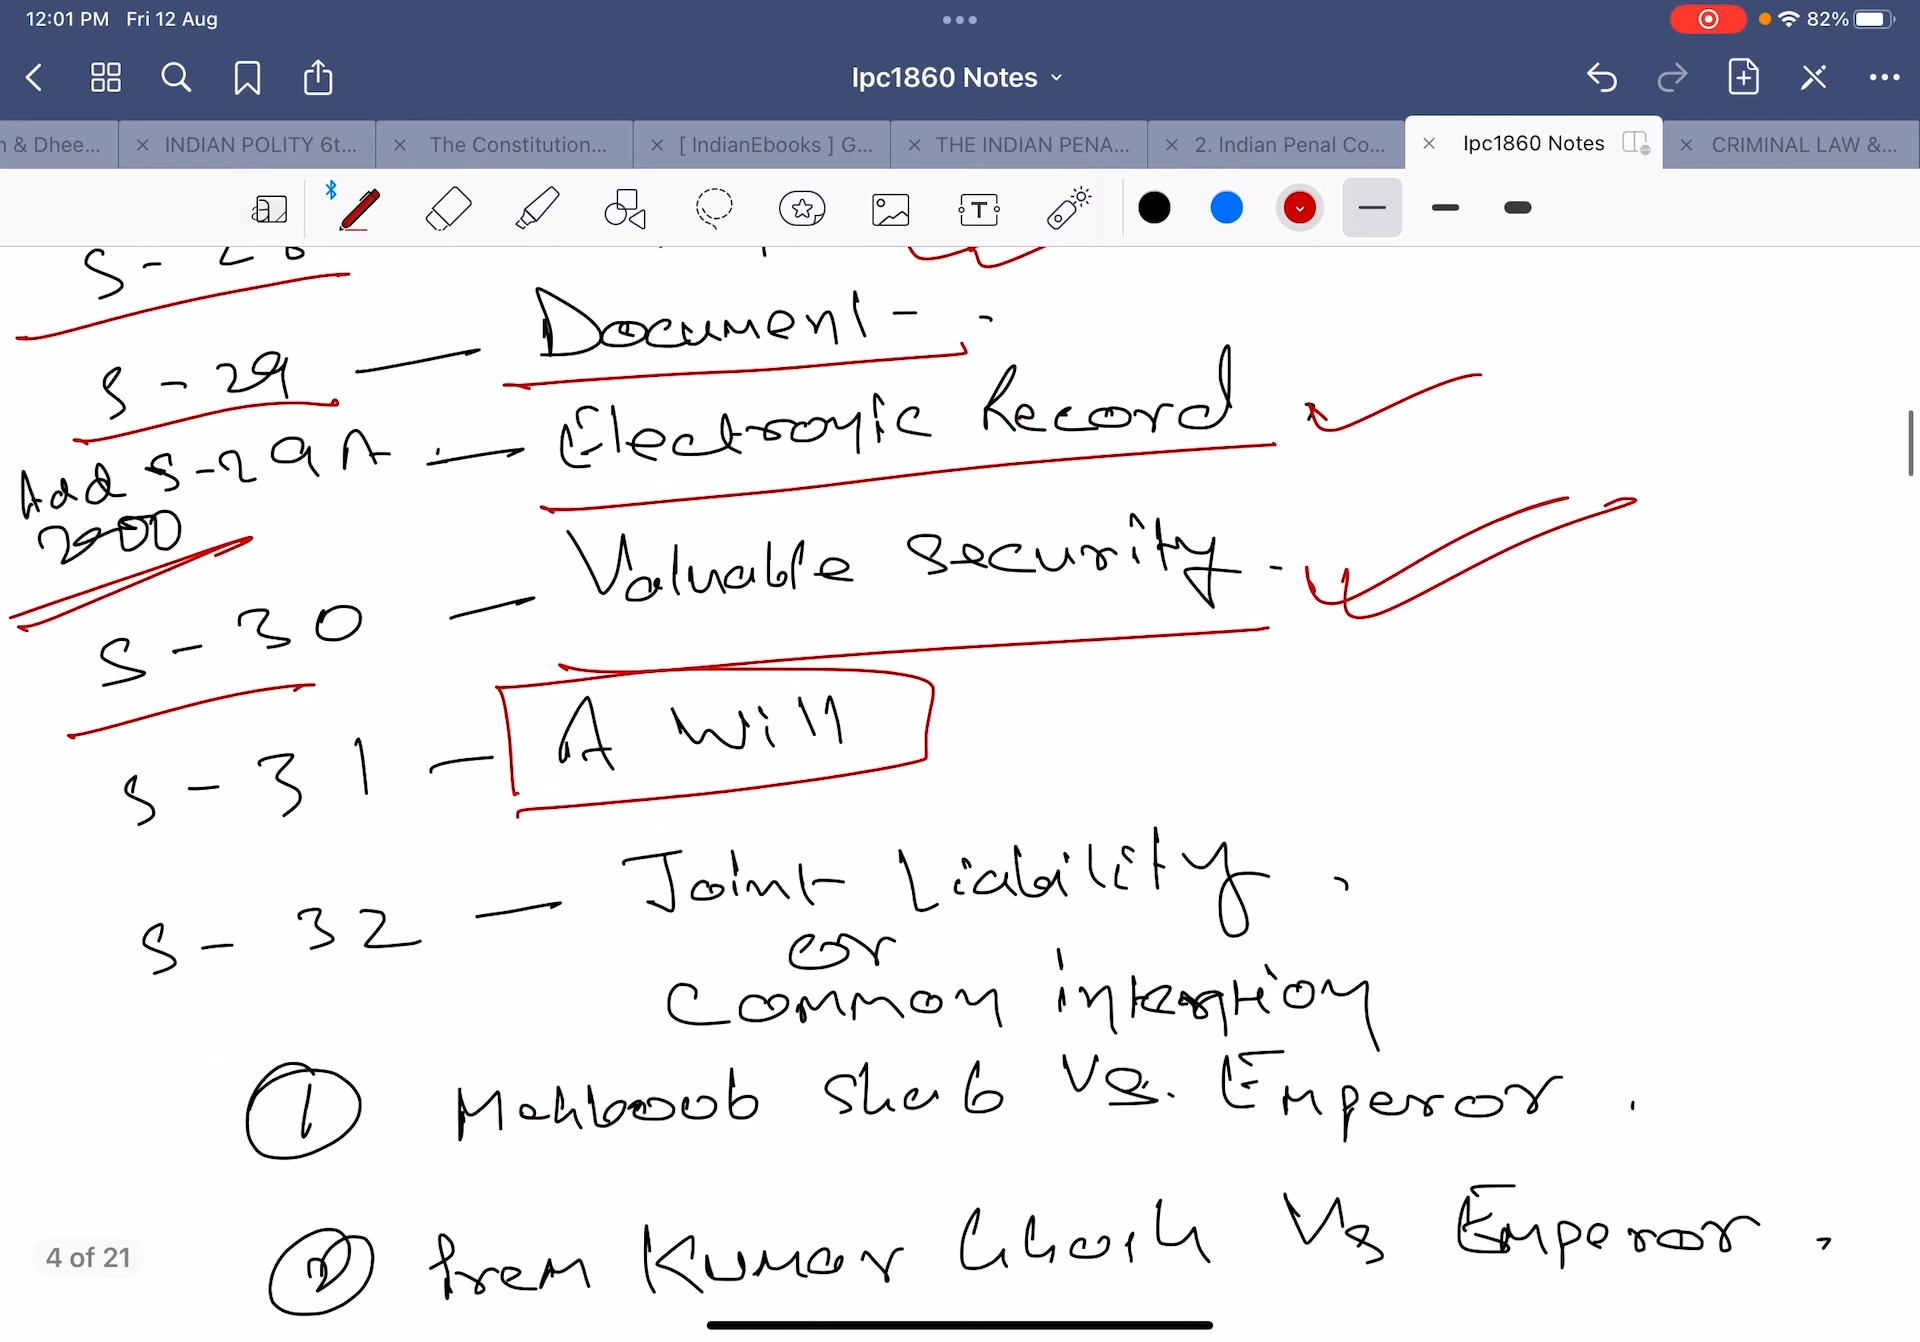 12:01 PM Fri 12 Aug
82%
Ipc1860 Notes
n & Dhee...
INDIAN POLITY 6t...
The Constitution...
[ IndianEbooks ] G...
THE INDIAN PENA...
2. Indian Penal Co...
Ipc1860 Notes
CRIMINAL LAW &...
T
S - 28
S - 29 — Document -
Add S - 29 A — Electronic Record
2000
S - 30 — Valuable security -
S - 31 — A Will
S - 32 — Joint Liability
or
Common intention
1 Mehboob Shah Vs. Emperor.
2 Prem Kumar Ghosh Vs Emperor,
4 of 21